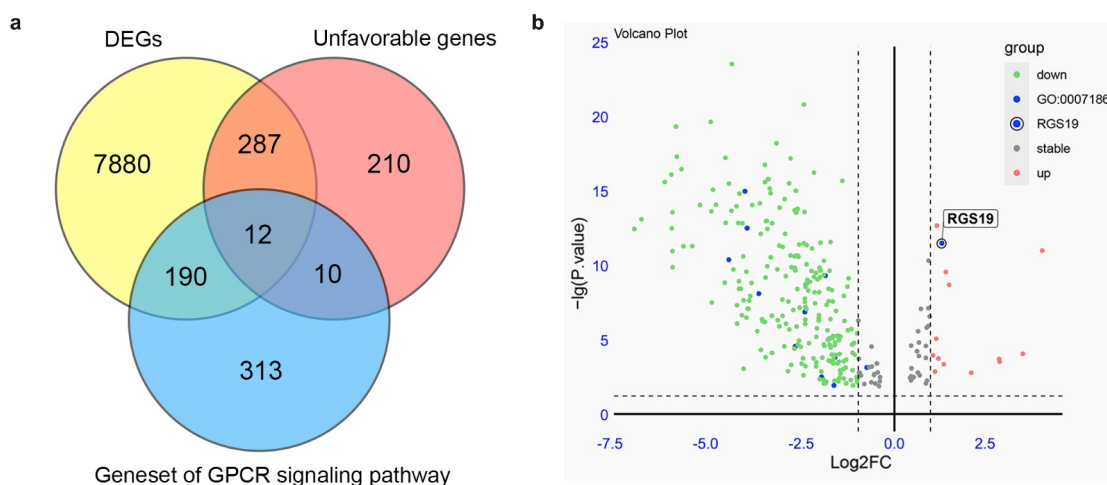 a
DEGs
Unfavorable genes
7880
287
210
12
190
10
313
Geneset of GPCR signaling pathway
b
Volcano Plot
25
20
15
10
5
0
−lg(P.value)
-7.5
-5.0
-2.5
0.0
2.5
Log2FC
group
down
GO:0007186
RGS19
stable
up
RGS19